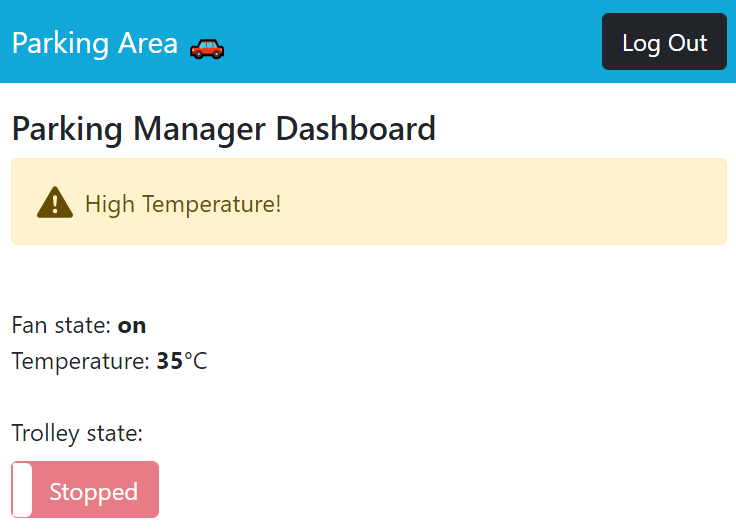 Parking Area 🚗
Log Out
Parking Manager Dashboard
High Temperature!
Fan state: on
Temperature: 35°C
Trolley state:
Stopped